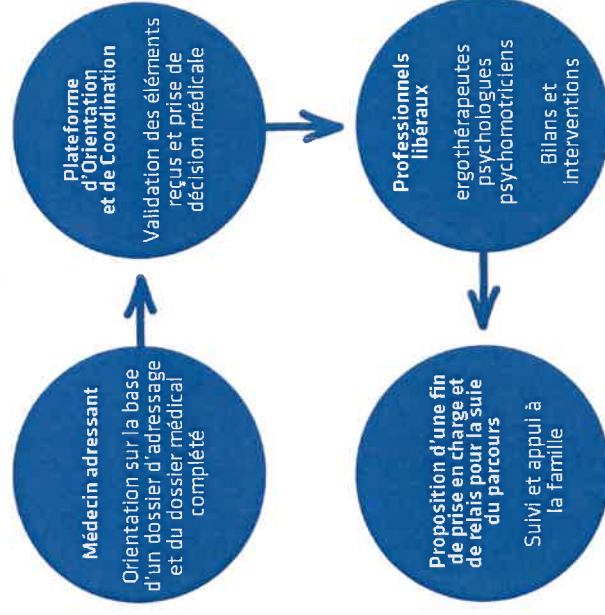 Médecin adressant
Orientation sur la base
d'un dossier d'adressage
et du dossier médical
complété
Plateforme
d'Orientation
et de Coordination
Validation des éléments
reçus et prise de
décision médicale
Professionnels
libéraux
ergothérapeutes
psychologues
psychomotriciens
Bilans et
interventions
Proposition d'une fin
de prise en charge et
de relais pour la suie
du parcours
Suivi et appui à
la famille